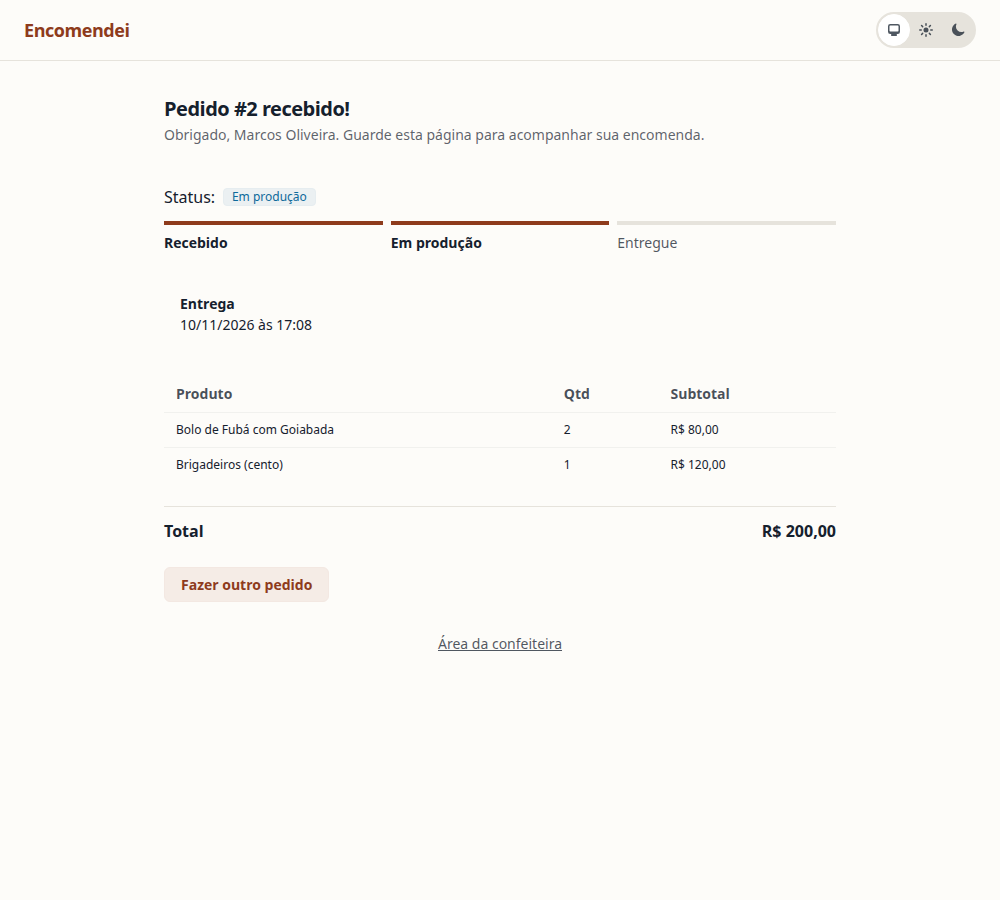 Encomendei
Pedido #2 recebido!
Obrigado, Marcos Oliveira. Guarde esta página para acompanhar sua encomenda.
Status: Em produção
Recebido Em produção Entregue
Entrega
10/11/2026 às 17:08
Produto Qtd Subtotal
Bolo de Fubá com Goiabada 2 R$ 80,00
Brigadeiros (cento) 1 R$ 120,00
Total R$ 200,00
Fazer outro pedido
Área da confeiteira